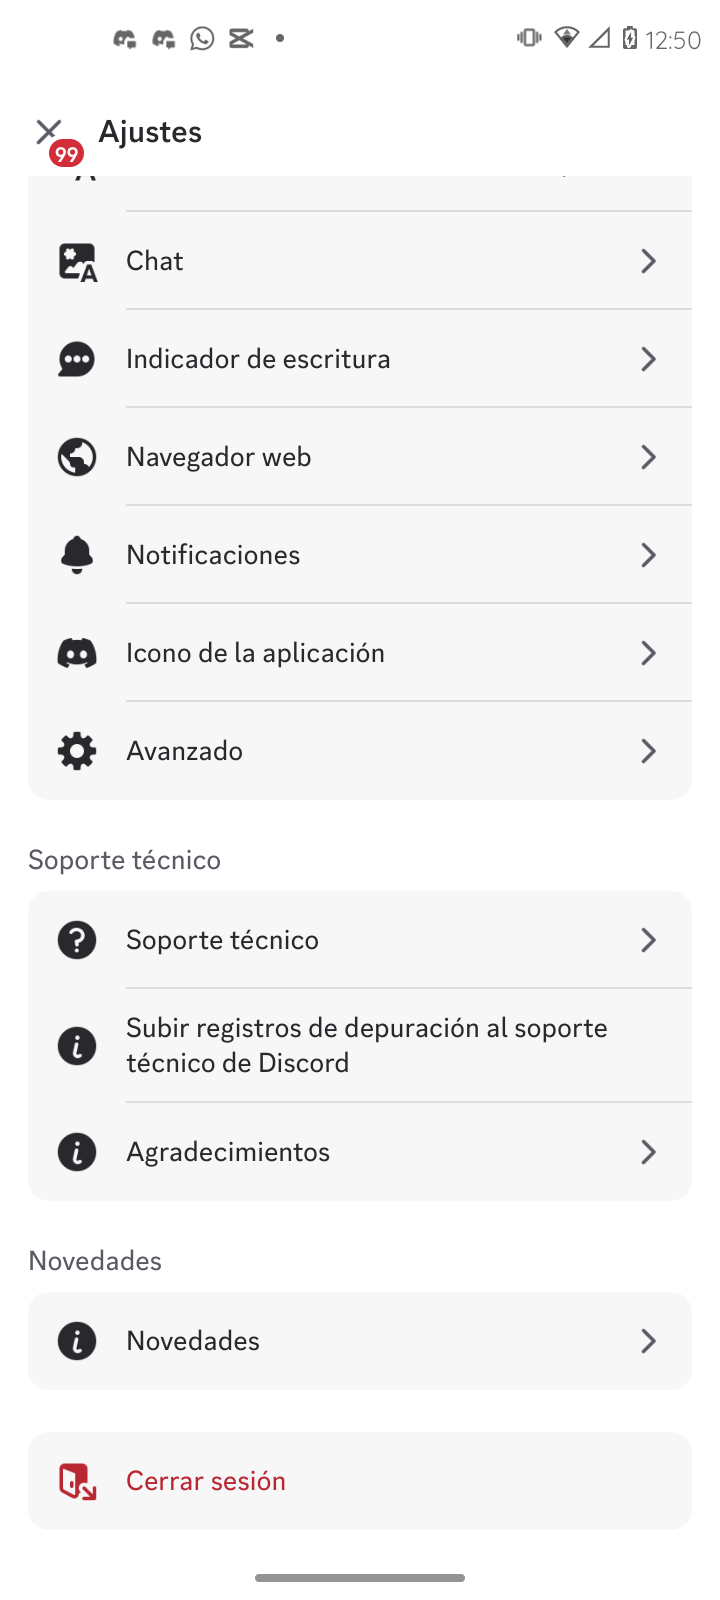 12:50
99
Ajustes
Chat
Indicador de escritura
Navegador web
Notificaciones
Icono de la aplicación
Avanzado
Soporte técnico
Soporte técnico
Subir registros de depuración al soporte
técnico de Discord
Agradecimientos
Novedades
Novedades
Cerrar sesión